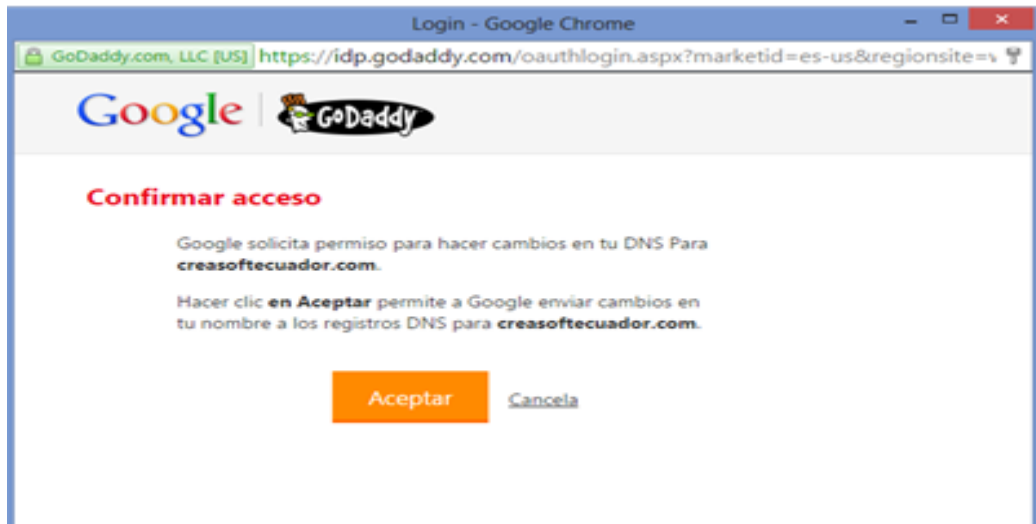 Login - Google Chrome
GoDaddy.com, LLC [US] https://idp.godaddy.com/oauthlogin.aspx?marketid=es-us&regionsite=
Google GoDaddy
Confirmar acceso
Google solicita permiso para hacer cambios en tu DNS Para
creasoftecuador.com.
Hacer clic en Aceptar permite a Google enviar cambios en
tu nombre a los registros DNS para creasoftecuador.com.
Aceptar Cancela